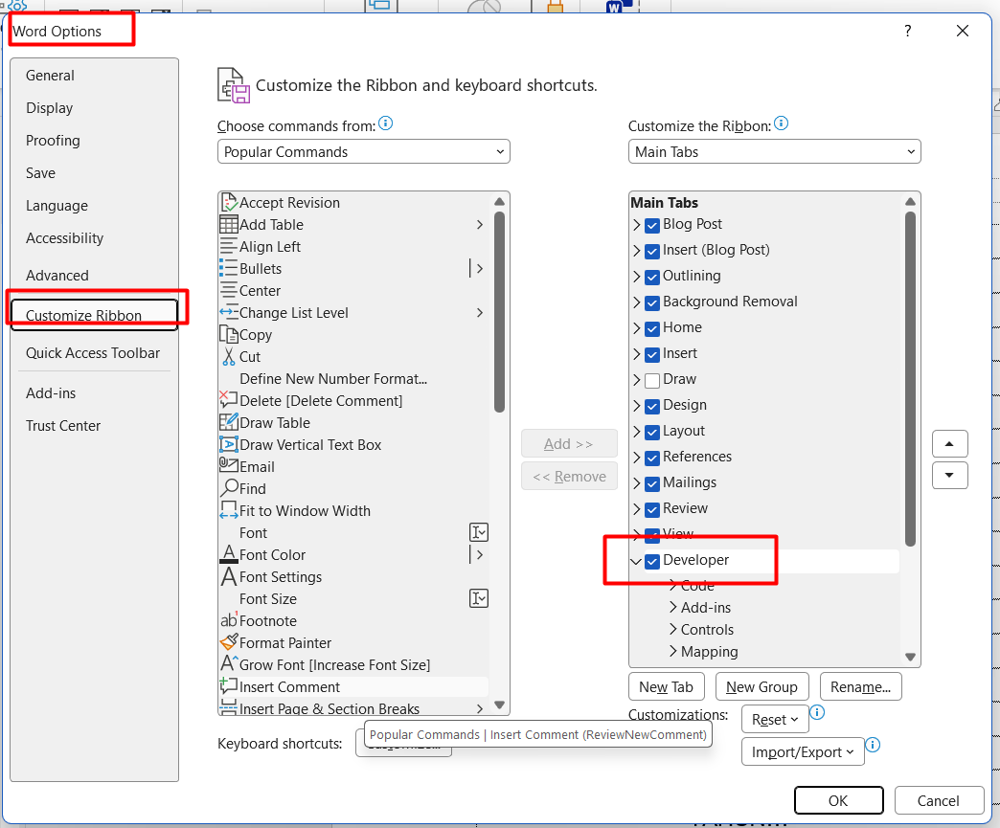 Word Options
?
General
Display
Proofing
Save
Language
Accessibility
Advanced
Customize Ribbon
Quick Access Toolbar
Add-ins
Trust Center
Customize the Ribbon and keyboard shortcuts.
Choose commands from:
Popular Commands
Accept Revision
Add Table
Align Left
Bullets
Center
Change List Level
Copy
Cut
Define New Number Format...
Delete [Delete Comment]
Draw Table
Draw Vertical Text Box
Email
Find
Fit to Window Width
Font
Font Color
Font Settings
Font Size
Footnote
Format Painter
Grow Font [Increase Font Size]
Insert Comment
Insert Page & Section Breaks
Popular Commands | Insert Comment (ReviewNewComment)
Keyboard shortcuts:
Add >>
<< Remove
Customize the Ribbon:
Main Tabs
Main Tabs
Blog Post
Insert (Blog Post)
Outlining
Background Removal
Home
Insert
Draw
Design
Layout
References
Mailings
Review
View
Developer
Code
Add-ins
Controls
Mapping
New Tab
New Group
Rename...
Customizations:
Reset
Import/Export
OK
Cancel